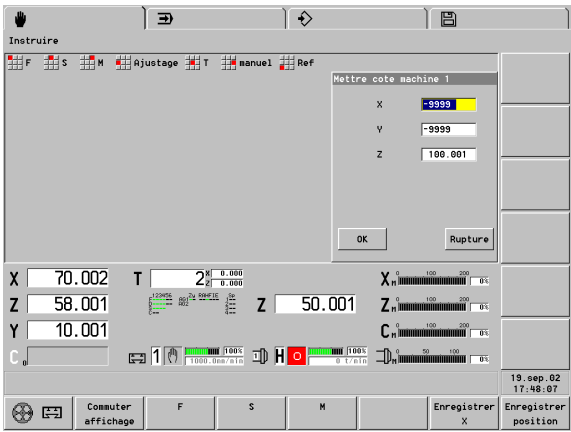 Instruire
F S M Ajustage T manuel Ref
Mettre cote machine 1
X -9999
Y -9999
Z 100.001
OK Rupture
X 70.002 T 2 X 0.000
Z 0.000
X M 0 100 200 0%
Z 58.001 Z 50.001 Z M 0 100 200 0%
Y 10.001 C M 0 100 200 0%
C 0 1 100% 1000.0mm/min H O 100% 0 t/min M 0 50 100 0%
19.sep.02
17:48:07
Commuter
affichage
F
S
M
Enregistrer
X
Enregistrer
position